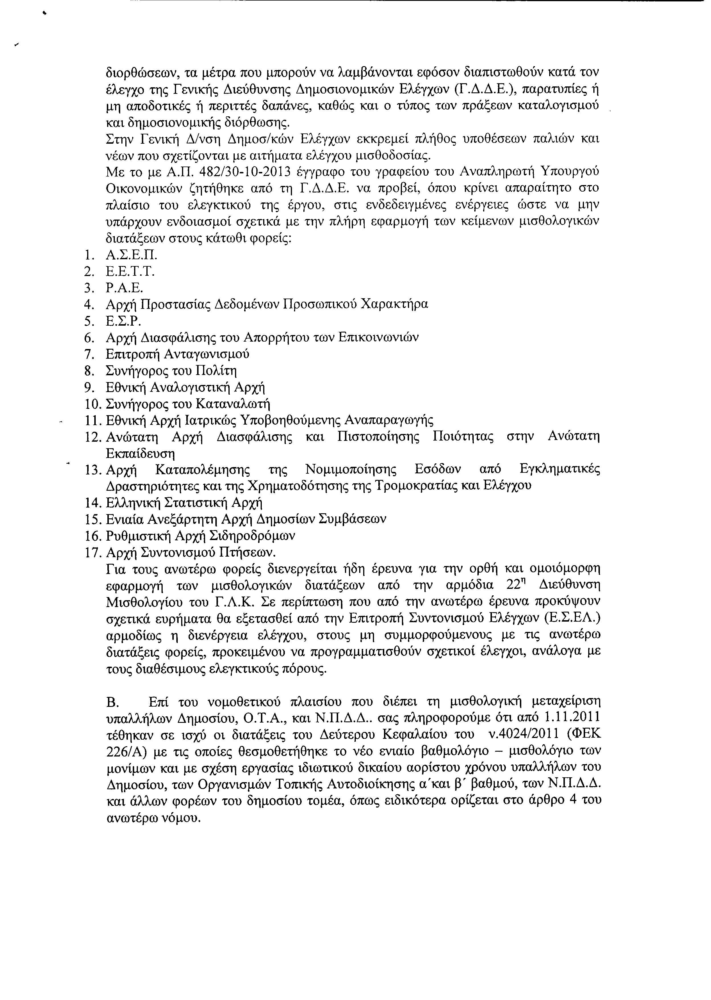 διορθώσεων, τα μέτρα που μπορούν να λαμβάνονται εφόσον διαπιστωθούν κατά τον
έλεγχο της Γενικής Διεύθυνσης Δημοσιονομικών Ελέγχων (Γ.Δ.Δ.Ε.), παρατυπίες ή
μη αποδοτικές ή περιττές δαπάνες, καθώς και ο τύπος των πράξεων καταλογισμού
και δημοσιονομικής διόρθωσης.
Στην Γενική Δ/νση Δημοσ/κών Ελέγχων εκκρεμεί πλήθος υποθέσεων παλιών και
νέων που σχετίζονται με αιτήματα ελέγχου μισθοδοσίας.
Με το με Α.Π. 482/30-10-2013 έγγραφο του γραφείου του Αναπληρωτή Υπουργού
Οικονομικών ζητήθηκε από τη Γ.Δ.Δ.Ε. να προβεί, όπου κρίνει απαραίτητο στο
πλαίσιο του ελεγκτικού της έργου, στις ενδεδειγμένες ενέργειες ώστε να μην
υπάρχουν ενδοιασμοί σχετικά με την πλήρη εφαρμογή των κείμενων μισθολογικών
διατάξεων στους κάτωθι φορείς:
1. Α.Σ.Ε.Π.
2. Ε.Ε.Τ.Τ.
3. Ρ.Α.Ε.
4. Αρχή Προστασίας Δεδομένων Προσωπικού Χαρακτήρα
5. Ε.Σ.Ρ.
6. Αρχή Διασφάλισης του Απορρήτου των Επικοινωνιών
7. Επιτροπή Ανταγωνισμού
8. Συνήγορος του Πολίτη
9. Εθνική Αναλογιστική Αρχή
10. Συνήγορος του Καταναλωτή
11. Εθνική Αρχή Ιατρικώς Υποβοηθούμενης Αναπαραγωγής
12. Ανώτατη Αρχή Διασφάλισης και Πιστοποίησης Ποιότητας στην Ανώτατη
Εκπαίδευση
13. Αρχή Καταπολέμησης της Νομιμοποίησης Εσόδων από Εγκληματικές
Δραστηριότητες και της Χρηματοδότησης της Τρομοκρατίας και Ελέγχου
14. Ελληνική Στατιστική Αρχή
15. Ενιαία Ανεξάρτητη Αρχή Δημοσίων Συμβάσεων
16. Ρυθμιστική Αρχή Σιδηροδρόμων
17. Αρχή Συντονισμού Πτήσεων.
Για τους ανωτέρω φορείς διενεργείται ήδη έρευνα για την ορθή και ομοιόμορφη
εφαρμογή των μισθολογικών διατάξεων από την αρμόδια 22η Διεύθυνση
Μισθολογίου του Γ.Λ.Κ. Σε περίπτωση που από την ανωτέρω έρευνα προκύψουν
σχετικά ευρήματα θα εξετασθεί από την Επιτροπή Συντονισμού Ελέγχων (Ε.Σ.ΕΛ.)
αρμοδίως η διενέργεια ελέγχου, στους μη συμμορφούμενους με τις ανωτέρω
διατάξεις φορείς, προκειμένου να προγραμματισθούν σχετικοί έλεγχοι, ανάλογα με
τους διαθέσιμους ελεγκτικούς πόρους.
Β. Επί του νομοθετικού πλαισίου που διέπει τη μισθολογική μεταχείριση
υπαλλήλων Δημοσίου, Ο.Τ.Α., και Ν.Π.Δ.Δ.. σας πληροφορούμε ότι από 1.11.2011
τέθηκαν σε ισχύ οι διατάξεις του Δεύτερου Κεφαλαίου του ν.4024/2011 (ΦΕΚ
226/Α) με τις οποίες θεσμοθετήθηκε το νέο ενιαίο βαθμολόγιο – μισθολόγιο των
μονίμων και με σχέση εργασίας ιδιωτικού δικαίου αορίστου χρόνου υπαλλήλων του
Δημοσίου, των Οργανισμών Τοπικής Αυτοδιοίκησης α΄και β΄ βαθμού, των Ν.Π.Δ.Δ.
και άλλων φορέων του δημοσίου τομέα, όπως ειδικότερα ορίζεται στο άρθρο 4 του
ανωτέρω νόμου.